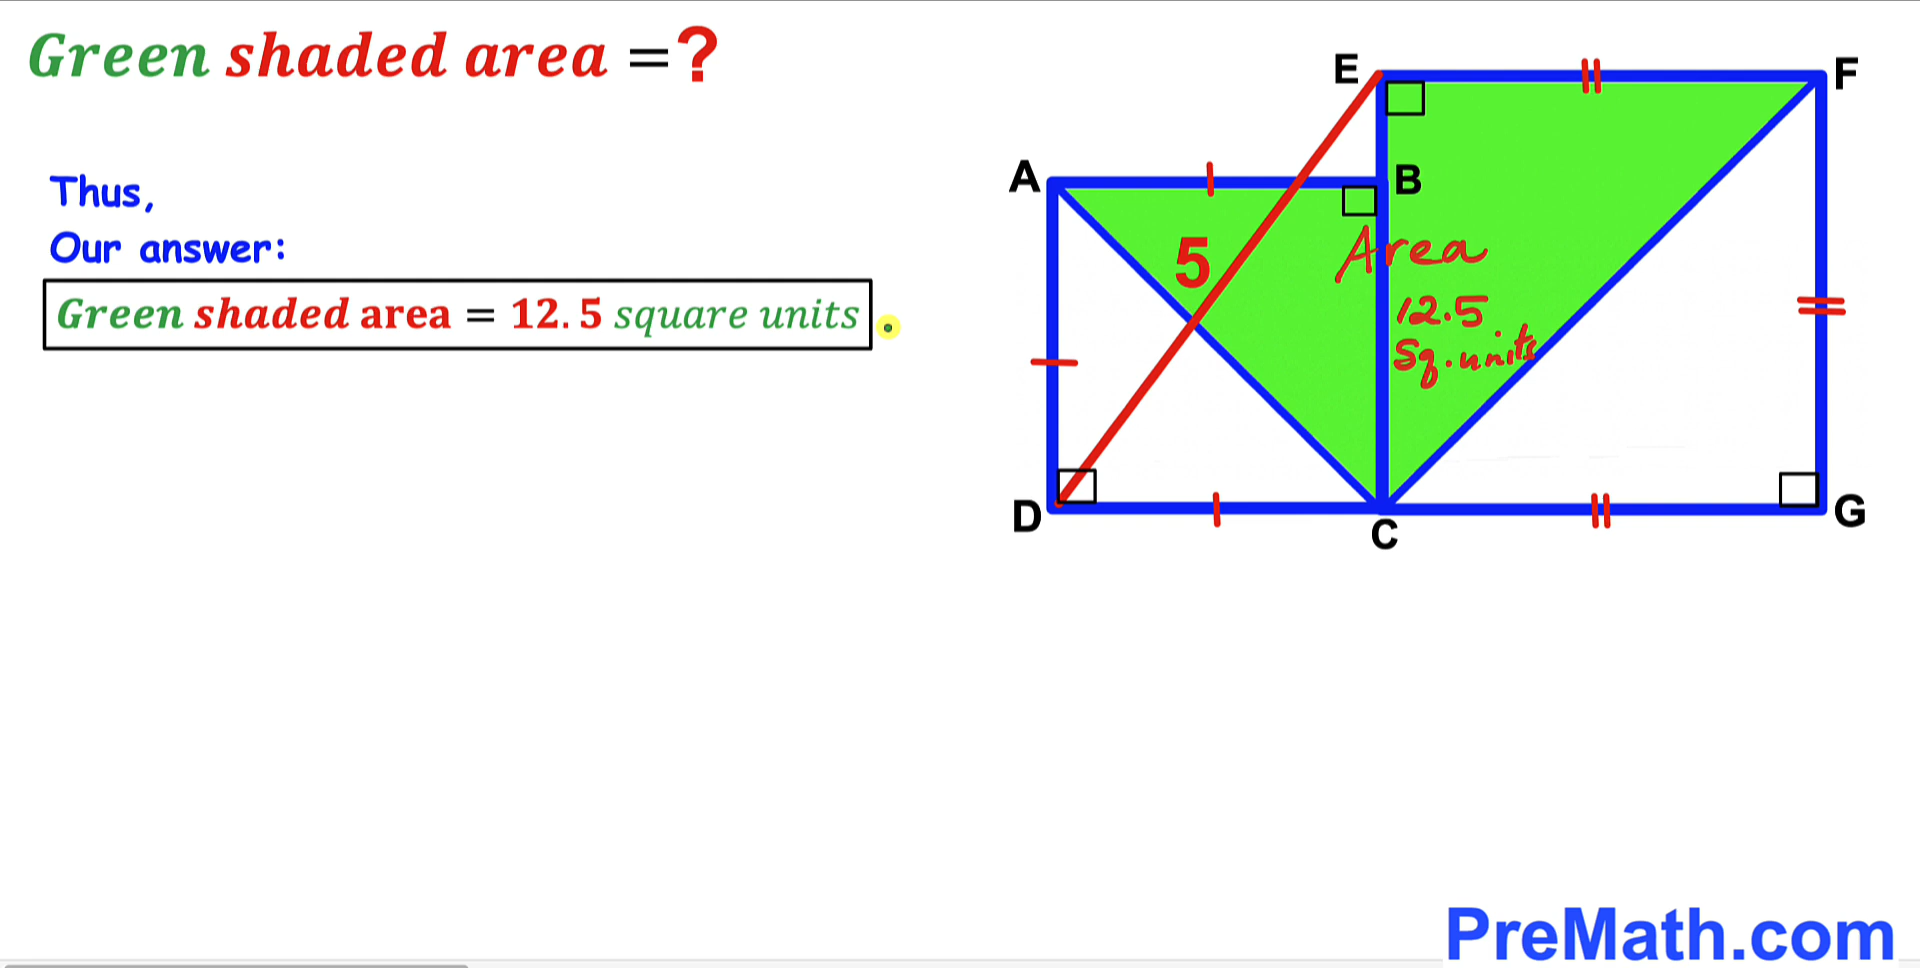 Green shaded area =?
Thus,
Our answer:
Green shaded area = 12.5 square units
E
F
A
B
5
Area
12.5
Sq. units
D
C
G
PreMath.com